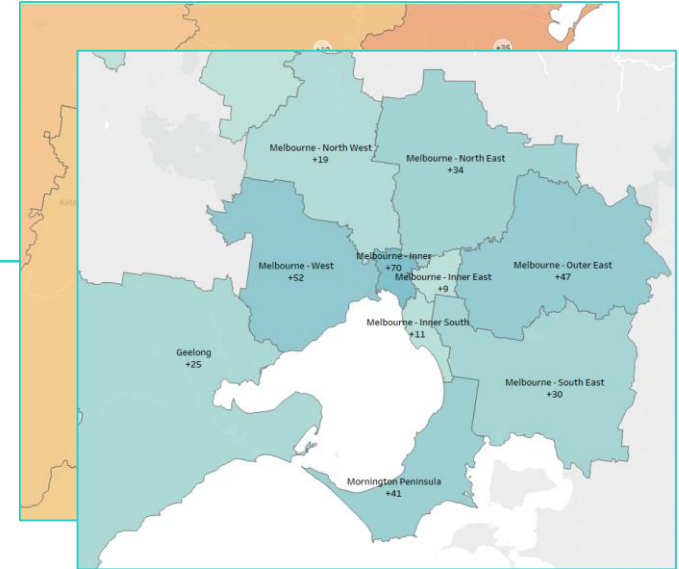 +35
Melbourne - North West
+19
Melbourne - North East
+34
Melbourne - Inner
+70
Melbourne - West
+52
Melbourne - Outer East
+47
Melbourne - Inner East
+9
Melbourne - Inner South
+11
Geelong
+25
Melbourne - South East
+30
Mornington Peninsula
+41